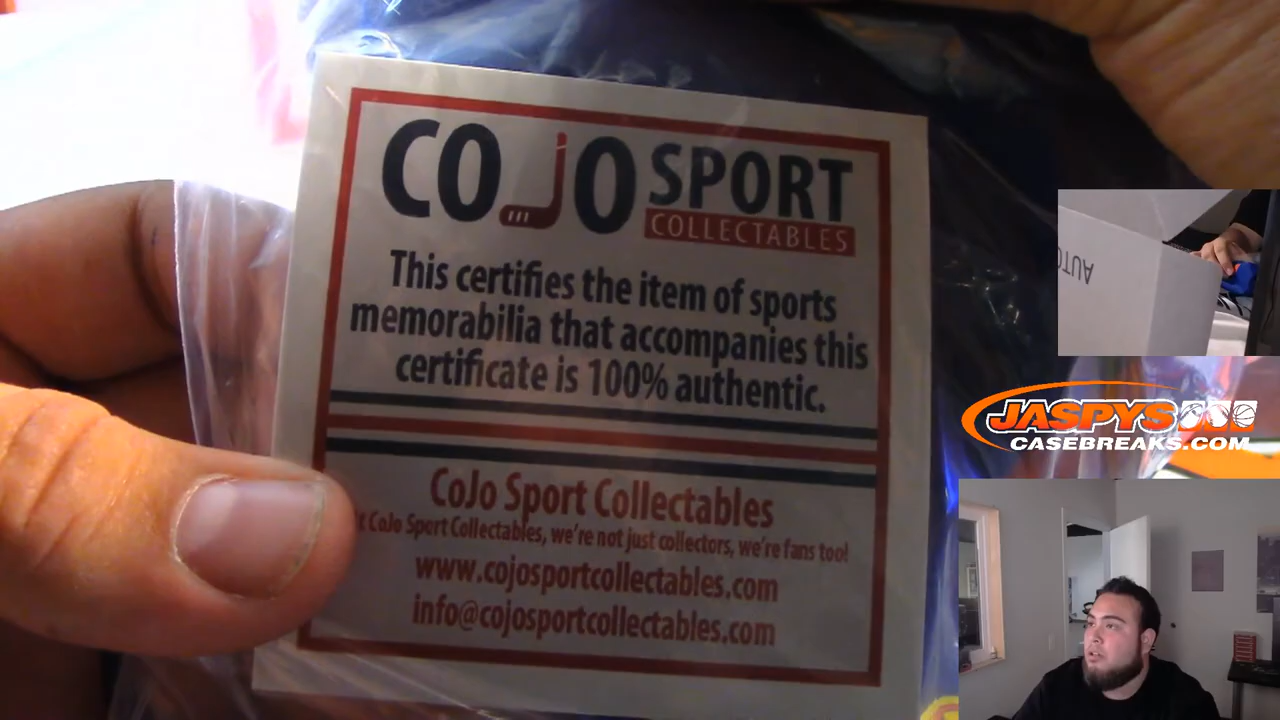 COJO SPORT
COLLECTABLES
This certifies the item of sports
memorabilia that accompanies this
certificate is 100% authentic.
CoJo Sport Collectables
t CoJo Sport Collectables, we're not just collectors, we're fans too!
www.cojosportcollectables.com
info@cojosportcollectables.com
AUTO
JASPYS
CASEBREAKS.COM